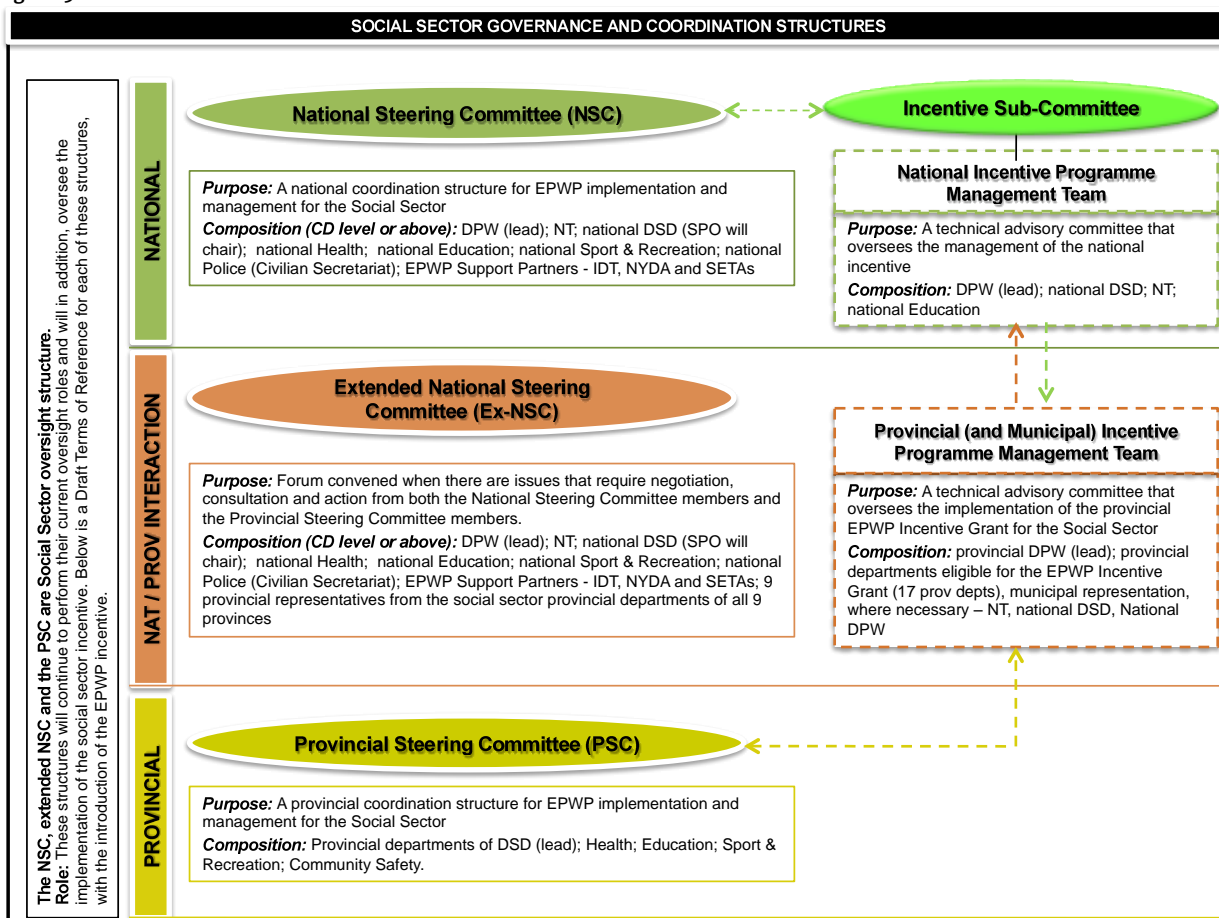 SOCIAL SECTOR GOVERNANCE AND COORDINATION STRUCTURES
The NSC, extended NSC and the PSC are Social Sector oversight structure.
Role: These structures will continue to perform their current oversight roles and will in addition, oversee the
implementation of the social sector incentive. Below is a Draft Terms of Reference for each of these structures,
with the introduction of the EPWP incentive.
NATIONAL
National Steering Committee (NSC)
Purpose: A national coordination structure for EPWP implementation and
management for the Social Sector
Composition (CD level or above): DPW (lead); NT; national DSD (SPO will
chair); national Health; national Education; national Sport & Recreation; national
Police (Civilian Secretariat); EPWP Support Partners - IDT, NYDA and SETAs
Incentive Sub-Committee
National Incentive Programme
Management Team
Purpose: A technical advisory committee that
oversees the management of the national
incentive
Composition: DPW (lead); national DSD; NT;
national Education
NAT / PROV INTERACTION
Extended National Steering
Committee (Ex-NSC)
Purpose: Forum convened when there are issues that require negotiation,
consultation and action from both the National Steering Committee members and
the Provincial Steering Committee members.
Composition (CD level or above): DPW (lead); NT; national DSD (SPO will
chair); national Health; national Education; national Sport & Recreation; national
Police (Civilian Secretariat); EPWP Support Partners - IDT, NYDA and SETAs; 9
provincial representatives from the social sector provincial departments of all 9
provinces
Provincial (and Municipal) Incentive
Programme Management Team
Purpose: A technical advisory committee that
oversees the implementation of the provincial
EPWP Incentive Grant for the Social Sector
Composition: provincial DPW (lead); provincial
departments eligible for the EPWP Incentive
Grant (17 prov depts), municipal representation,
where necessary – NT, national DSD, National
DPW
PROVINCIAL
Provincial Steering Committee (PSC)
Purpose: A provincial coordination structure for EPWP implementation and
management for the Social Sector
Composition: Provincial departments of DSD (lead); Health; Education; Sport &
Recreation; Community Safety.